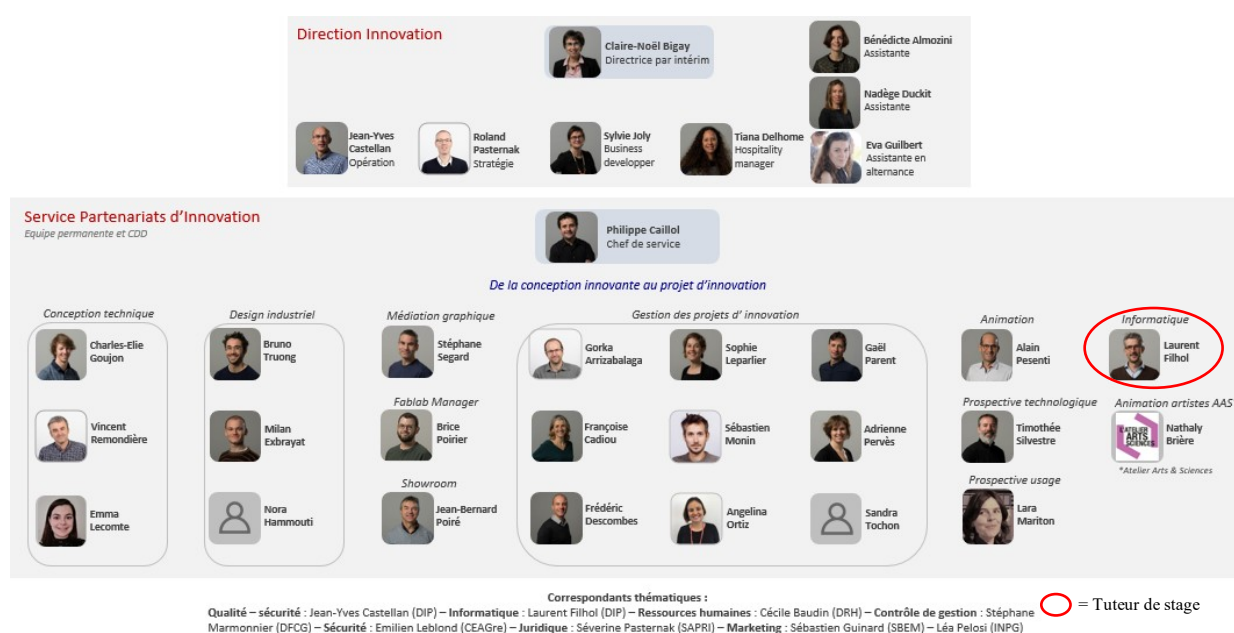 Direction Innovation
Claire-Noël Bigay
Directrice par intérim
Bénédicte Almozini
Assistante
Nadège Duckit
Assistante
Jean-Yves
Castellan
Opération
Roland
Pasternak
Stratégie
Sylvie Joly
Business
developper
Tiana Delhome
Hospitality
manager
Eva Guilbert
Assistante en
alternance
Service Partenariats d'Innovation
Equipe permanente et CDD
Philippe Caillol
Chef de service
De la conception innovante au projet d'innovation
Conception technique
Charles-Elie
Goujon
Vincent
Remondière
Emma
Lecomte
Design industriel
Bruno
Truong
Milan
Exbrayat
Nora
Hammouti
Médiation graphique
Stéphane
Segard
Fablab Manager
Brice
Poirier
Showroom
Jean-Bernard
Poiré
Gestion des projets d' innovation
Gorka
Arrizabalaga
Sophie
Leparlier
Gaël
Parent
Françoise
Cadiou
Sébastien
Monin
Adrienne
Pervès
Frédéric
Descombes
Angelina
Ortiz
Sandra
Tochon
Animation
Alain
Pesenti
Prospective technologique
Timothée
Silvestre
Prospective usage
Lara
Mariton
Informatique
Laurent
Filhol
Animation artistes AAS
L'ATELIER
ARTS
SCIENCES
Nathaly
Brière
*Atelier Arts & Sciences
Correspondants thématiques :
Qualité – sécurité : Jean-Yves Castellan (DIP) – Informatique : Laurent Filhol (DIP) – Ressources humaines : Cécile Baudin (DRH) – Contrôle de gestion : Stéphane
Marmonnier (DFCG) – Sécurité : Emilien Leblond (CEAGre) – Juridique : Séverine Pasternak (SAPRI) – Marketing : Sébastien Guinard (SBEM) – Léa Pelosi (INPG)
= Tuteur de stage